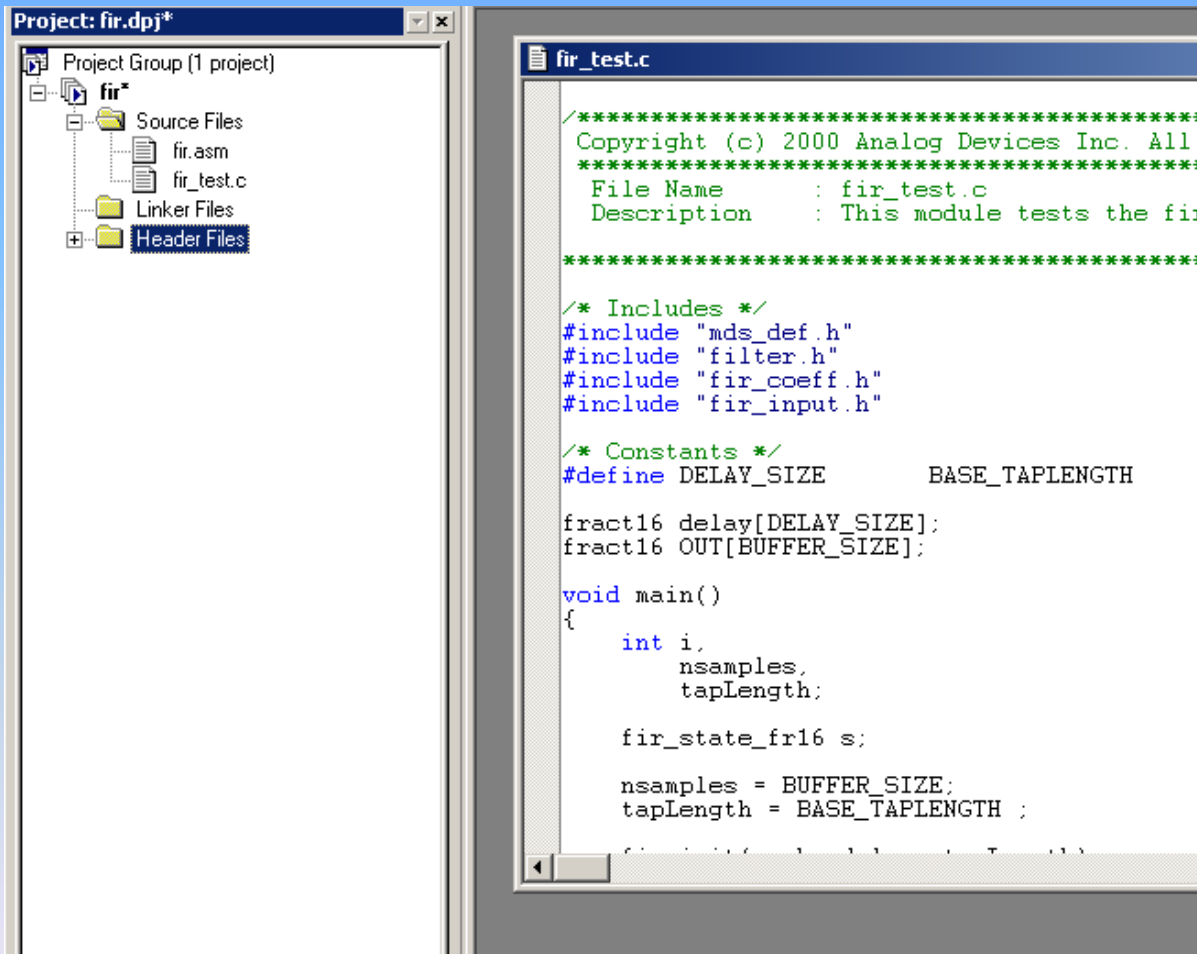 Project: fir.dpj*
Project Group (1 project)
fir*
Source Files
fir.asm
fir_test.c
Linker Files
Header Files
fir_test.c
/*******************************************
Copyright (c) 2000 Analog Devices Inc. All
*******************************************
File Name : fir_test.c
Description : This module tests the
********************************************
/* Includes */
#include "mds_def.h"
#include "filter.h"
#include "fir_coeff.h"
#include "fir_input.h"
/* Constants */
#define DELAY_SIZE BASE_TAPLENGTH
fract16 delay[DELAY_SIZE];
fract16 OUT[BUFFER_SIZE];
void main()
{
int i,
nsamples,
tapLength;
fir_state_fr16 s;
nsamples = BUFFER_SIZE;
tapLength = BASE_TAPLENGTH ;